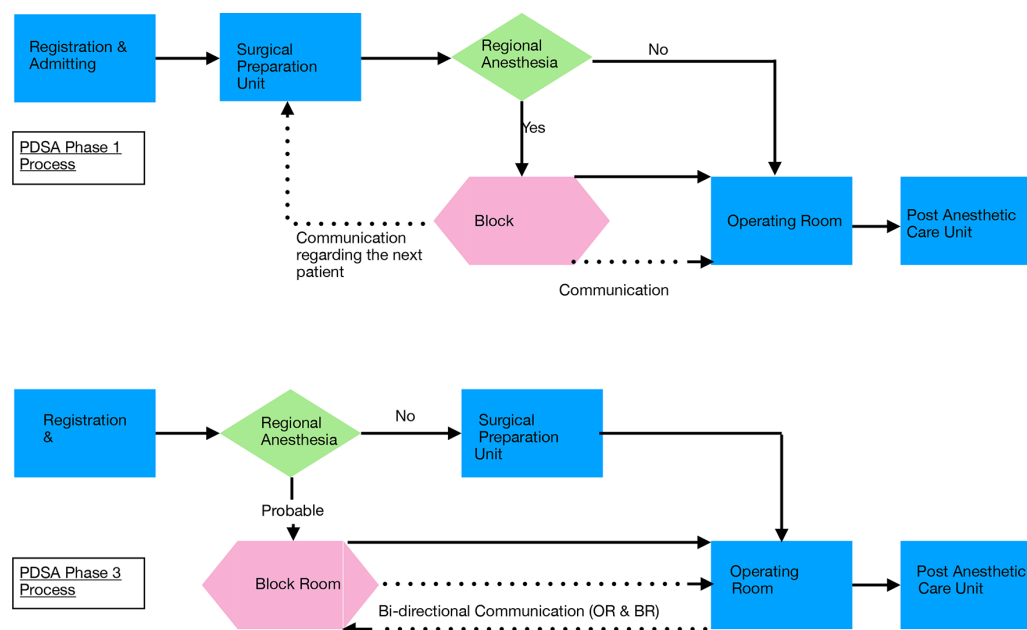 Registration &
Admitting
Surgical
Preparation
Unit
Regional
Anesthesia
No
Yes
PDSA Phase 1
Process
Block
Operating Room
Post Anesthetic
Care Unit
Communication
regarding the next
patient
Communication
Registration
&
Regional
Anesthesia
No
Surgical
Preparation
Unit
Probable
PDSA Phase 3
Process
Block Room
Operating
Room
Post Anesthetic
Care Unit
Bi-directional Communication (OR & BR)